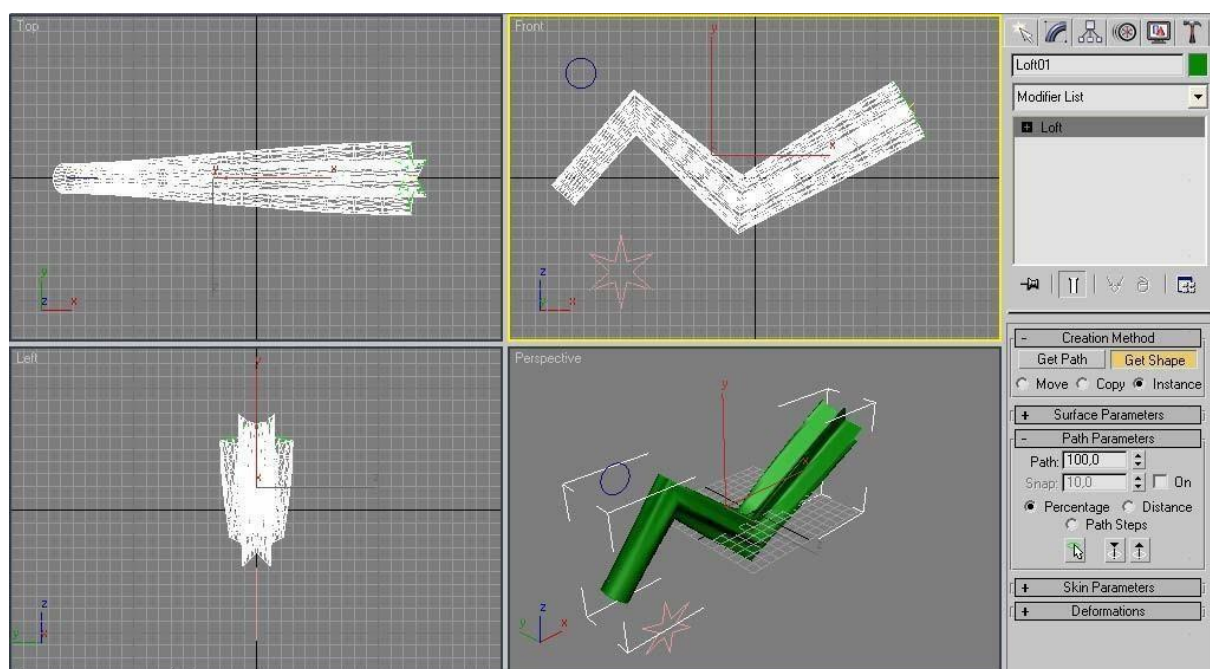 Top
Front
Left
Perspective
y
x
z
y
z
x
y
x
z
y
x
y
x
z
y
x
y
x
z
y
x
Loft01
Modifier List
Loft
Creation Method
Get Path Get Shape
Move Copy Instance
Surface Parameters
Path Parameters
Path: 100,0
Snap: 10,0 On
Percentage Distance
Path Steps
Skin Parameters
Deformations